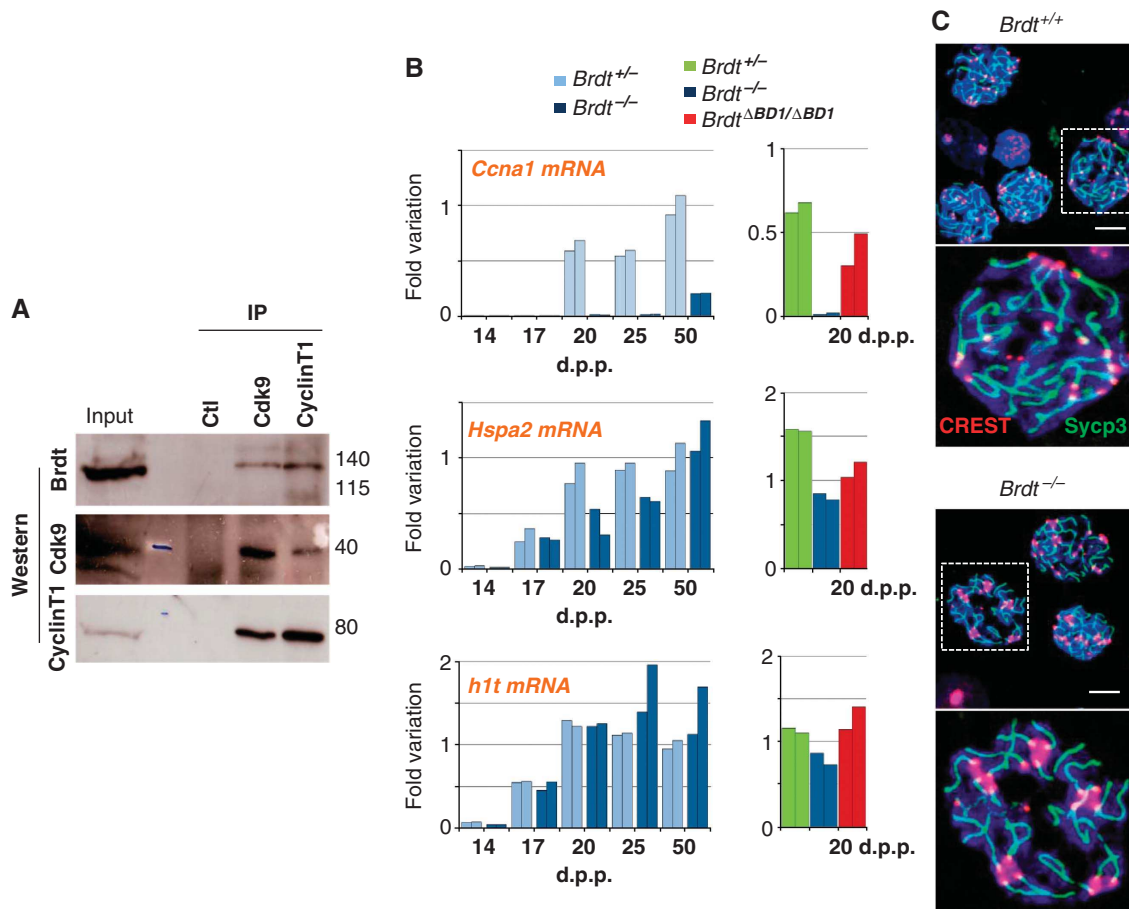 A
IP
Input
Ctl
Cdk9
CyclinT1
Western
Brdt
Cdk9
CyclinT1
140
115
40
80
B
Brdt+/−
Brdt−/−
Brdt+/−
Brdt−/−
BrdtΔBD1/ΔBD1
Ccna1 mRNA
Fold variation
1
0
14 17 20 25 50
d.p.p.
1
0.5
0
20 d.p.p.
Hspa2 mRNA
Fold variation
1
0
14 17 20 25 50
d.p.p.
2
1
0
20 d.p.p.
h1t mRNA
Fold variation
2
1
0
14 17 20 25 50
d.p.p.
2
1
0
20 d.p.p.
C
Brdt+/+
CREST Sycp3
Brdt−/−